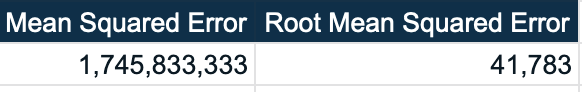 Mean Squared Error Root Mean Squared Error
1,745,833,333 41,783